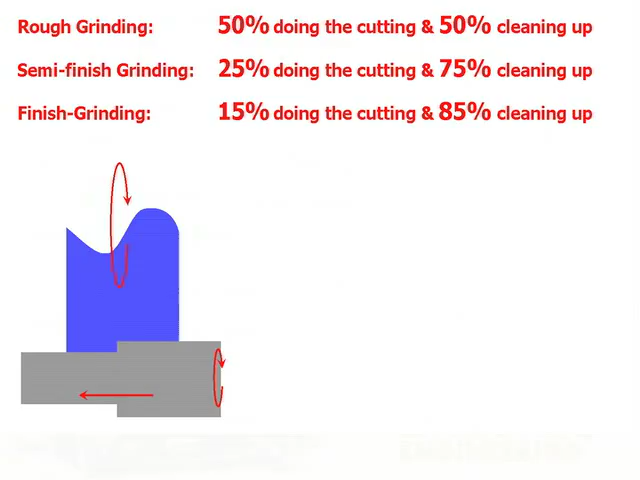 Rough Grinding: 50% doing the cutting & 50% cleaning up
Semi-finish Grinding: 25% doing the cutting & 75% cleaning up
Finish-Grinding: 15% doing the cutting & 85% cleaning up